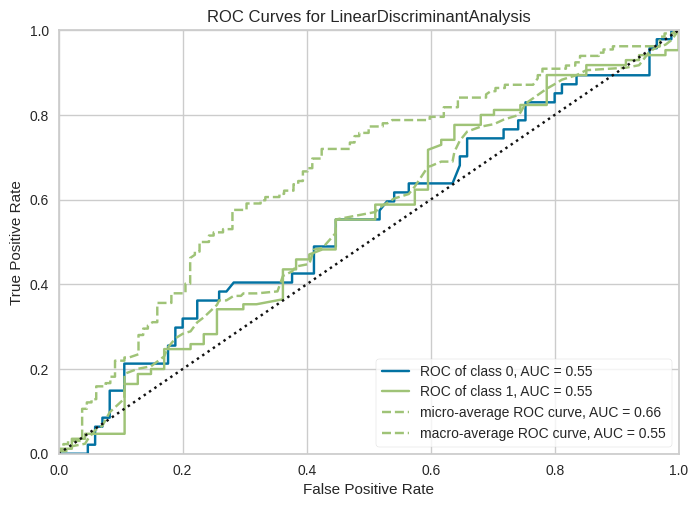 ROC Curves for LinearDiscriminantAnalysis
1.0
0.8
0.6
0.4
0.2
0.0
True Positive Rate
ROC of class 0, AUC = 0.55
ROC of class 1, AUC = 0.55
micro-average ROC curve, AUC = 0.66
macro-average ROC curve, AUC = 0.55
0.0 0.2 0.4 0.6 0.8 1.0
False Positive Rate